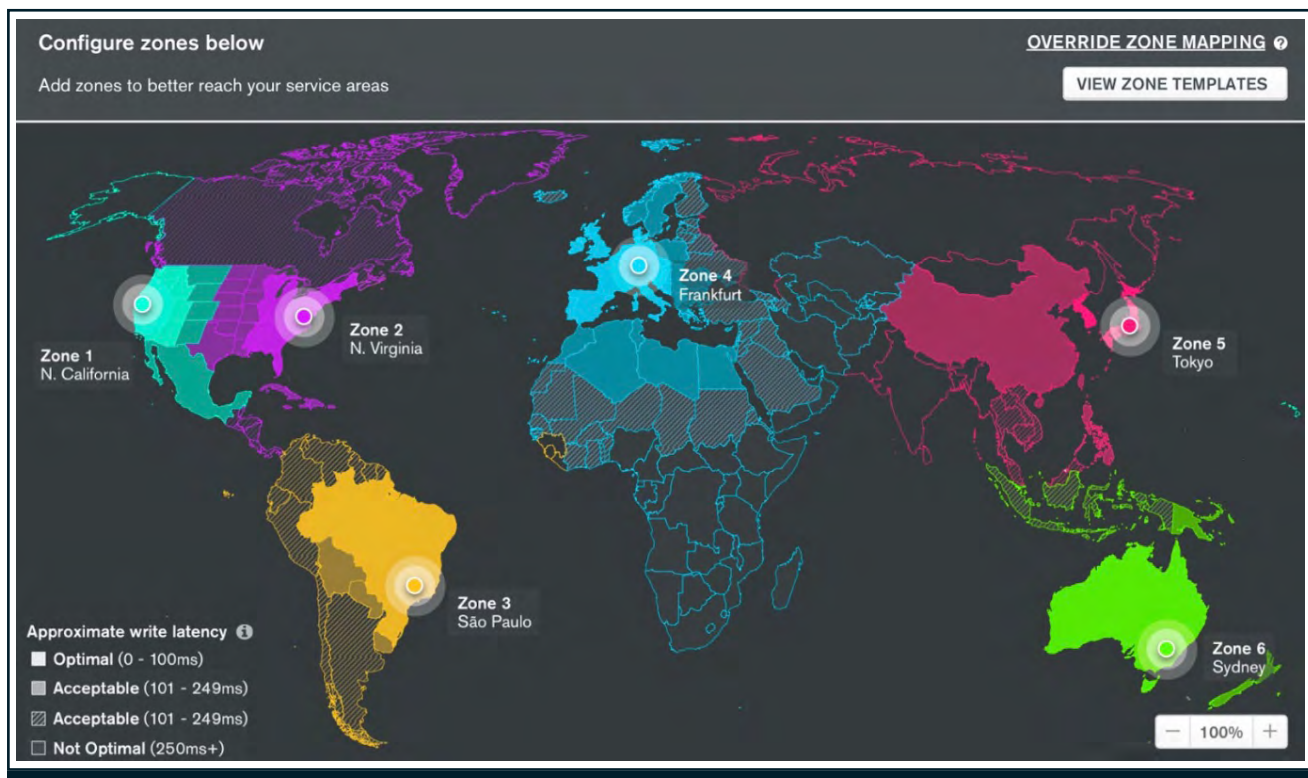 Configure zones below
OVERRIDE ZONE MAPPING ?
Add zones to better reach your service areas
VIEW ZONE TEMPLATES
Zone 1
N. California
Zone 2
N. Virginia
Zone 3
São Paulo
Zone 4
Frankfurt
Zone 5
Tokyo
Zone 6
Sydney
Approximate write latency i
Optimal (0 - 100ms)
Acceptable (101 - 249ms)
Acceptable (101 - 249ms)
Not Optimal (250ms+)
— 100% +